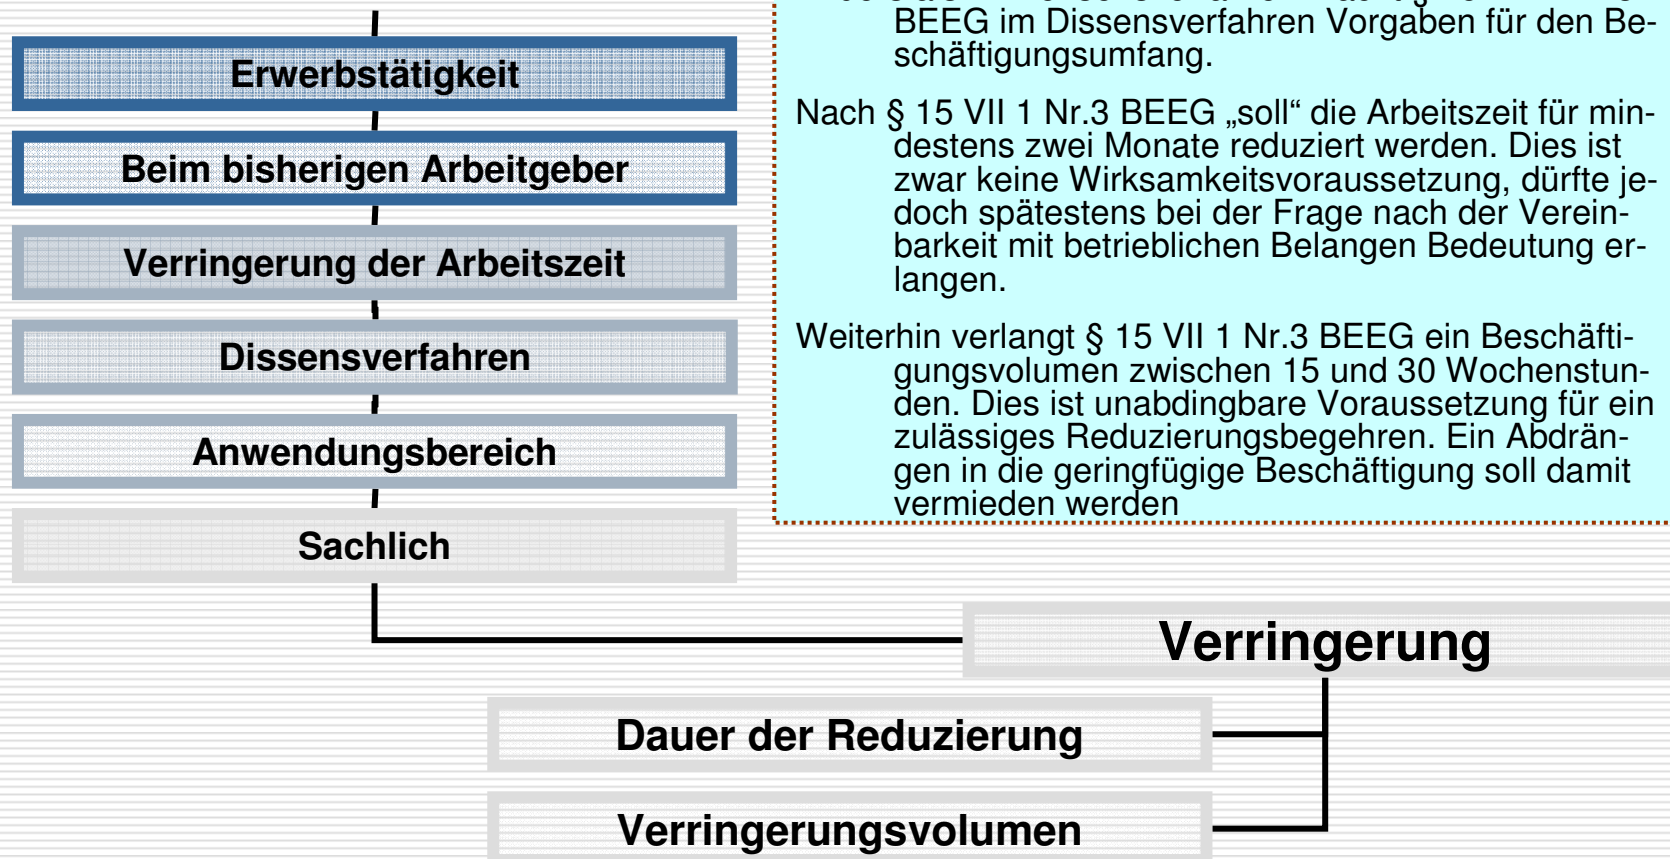 Erwerbstätigkeit
Beim bisherigen Arbeitgeber
Verringerung der Arbeitszeit
Dissensverfahren
Anwendungsbereich
Sachlich
BEEG im Dissensverfahren Vorgaben für den Be-
schäftigungsumfang.
Nach § 15 VII 1 Nr.3 BEEG „soll“ die Arbeitszeit für min-
destens zwei Monate reduziert werden. Dies ist
zwar keine Wirksamkeitsvoraussetzung, dürfte je-
doch spätestens bei der Frage nach der Verein-
barkeit mit betrieblichen Belangen Bedeutung er-
langen.
Weiterhin verlangt § 15 VII 1 Nr.3 BEEG ein Beschäfti-
gungsvolumen zwischen 15 und 30 Wochenstun-
den. Dies ist unabdingbare Voraussetzung für ein
zulässiges Reduzierungsbegehren. Ein Abdrän-
gen in die geringfügige Beschäftigung soll damit
vermieden werden
Verringerung
Dauer der Reduzierung
Verringerungsvolumen